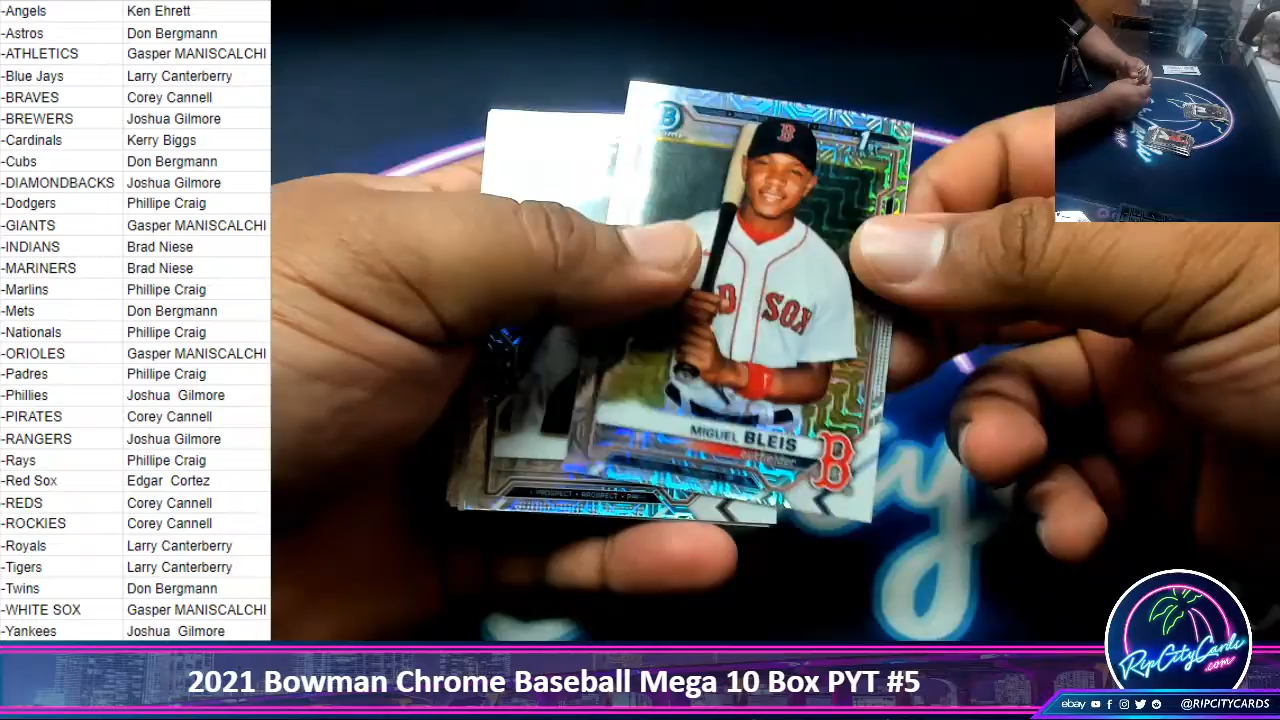 -Angels Ken Ehrett
-Astros Don Bergmann
-ATHLETICS Gasper MANISCALCHI
-Blue Jays Larry Canterberry
-BRAVES Corey Cannell
-BREWERS Joshua Gilmore
-Cardinals Kerry Biggs
-Cubs Don Bergmann
-DIAMONDBACKS Joshua Gilmore
-Dodgers Phillipe Craig
-GIANTS Gasper MANISCALCHI
-INDIANS Brad Niese
-MARINERS Brad Niese
-Marlins Phillipe Craig
-Mets Don Bergmann
-Nationals Phillipe Craig
-ORIOLES Gasper MANISCALCHI
-Padres Phillipe Craig
-Phillies Joshua Gilmore
-PIRATES Corey Cannell
-RANGERS Joshua Gilmore
-Rays Phillipe Craig
-Red Sox Edgar Cortez
-REDS Corey Cannell
-ROCKIES Corey Cannell
-Royals Larry Canterberry
-Tigers Larry Canterberry
-Twins Don Bergmann
-WHITE SOX Gasper MANISCALCHI
-Yankees Joshua Gilmore
B
B
1st
D SOX
MIGUEL BLEIS
outfielder
B
PROSPECT • PROSPECT
RipCityCards
.com
2021 Bowman Chrome Baseball Mega 10 Box PYT #5
ebay @RIPCITYCARDS